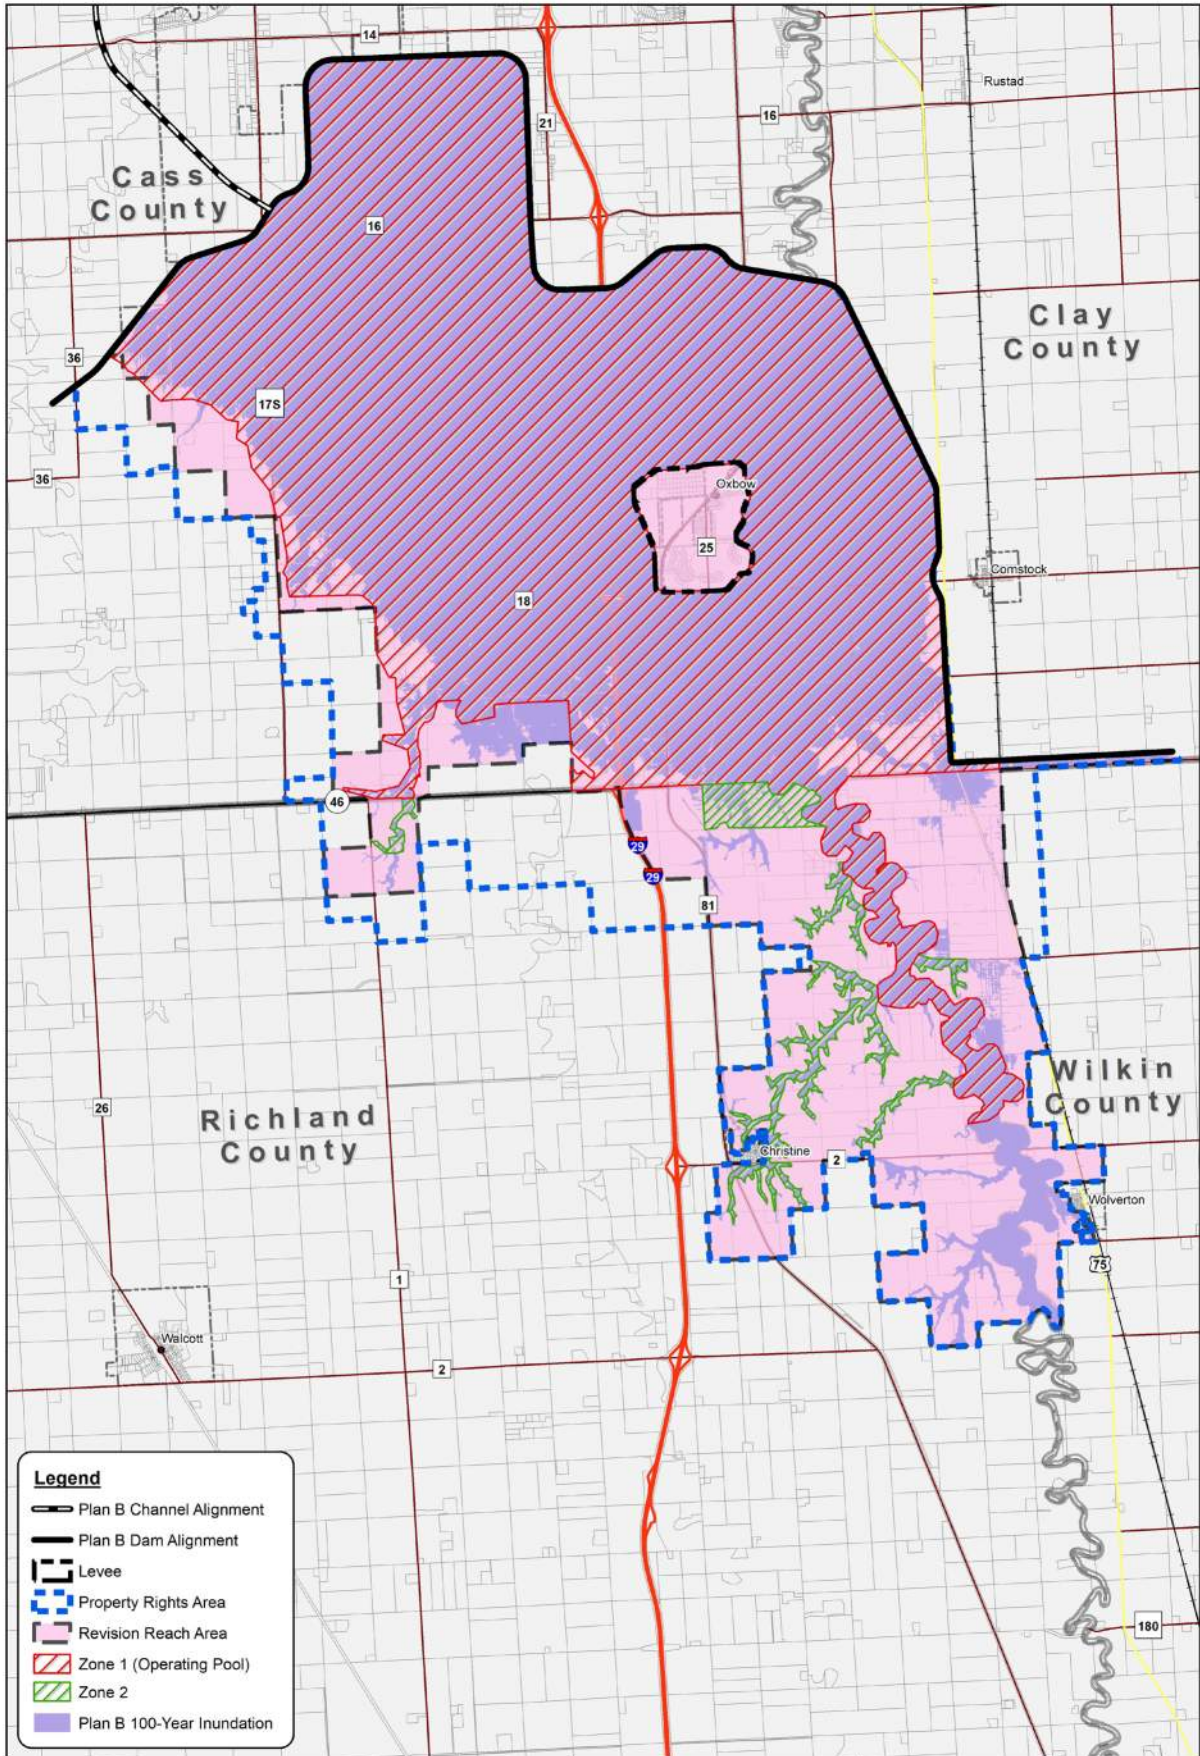 14
Rustad
21
16
Cass
County
16
Clay
County
36
17S
36
Oxbow
25
Comstock
18
46
29
29
81
Wilkin
County
26
Richland
County
Christine
2
Wolverton
75
1
Walcott
2
180
Legend
Plan B Channel Alignment
Plan B Dam Alignment
Levee
Property Rights Area
Revision Reach Area
Zone 1 (Operating Pool)
Zone 2
Plan B 100-Year Inundation